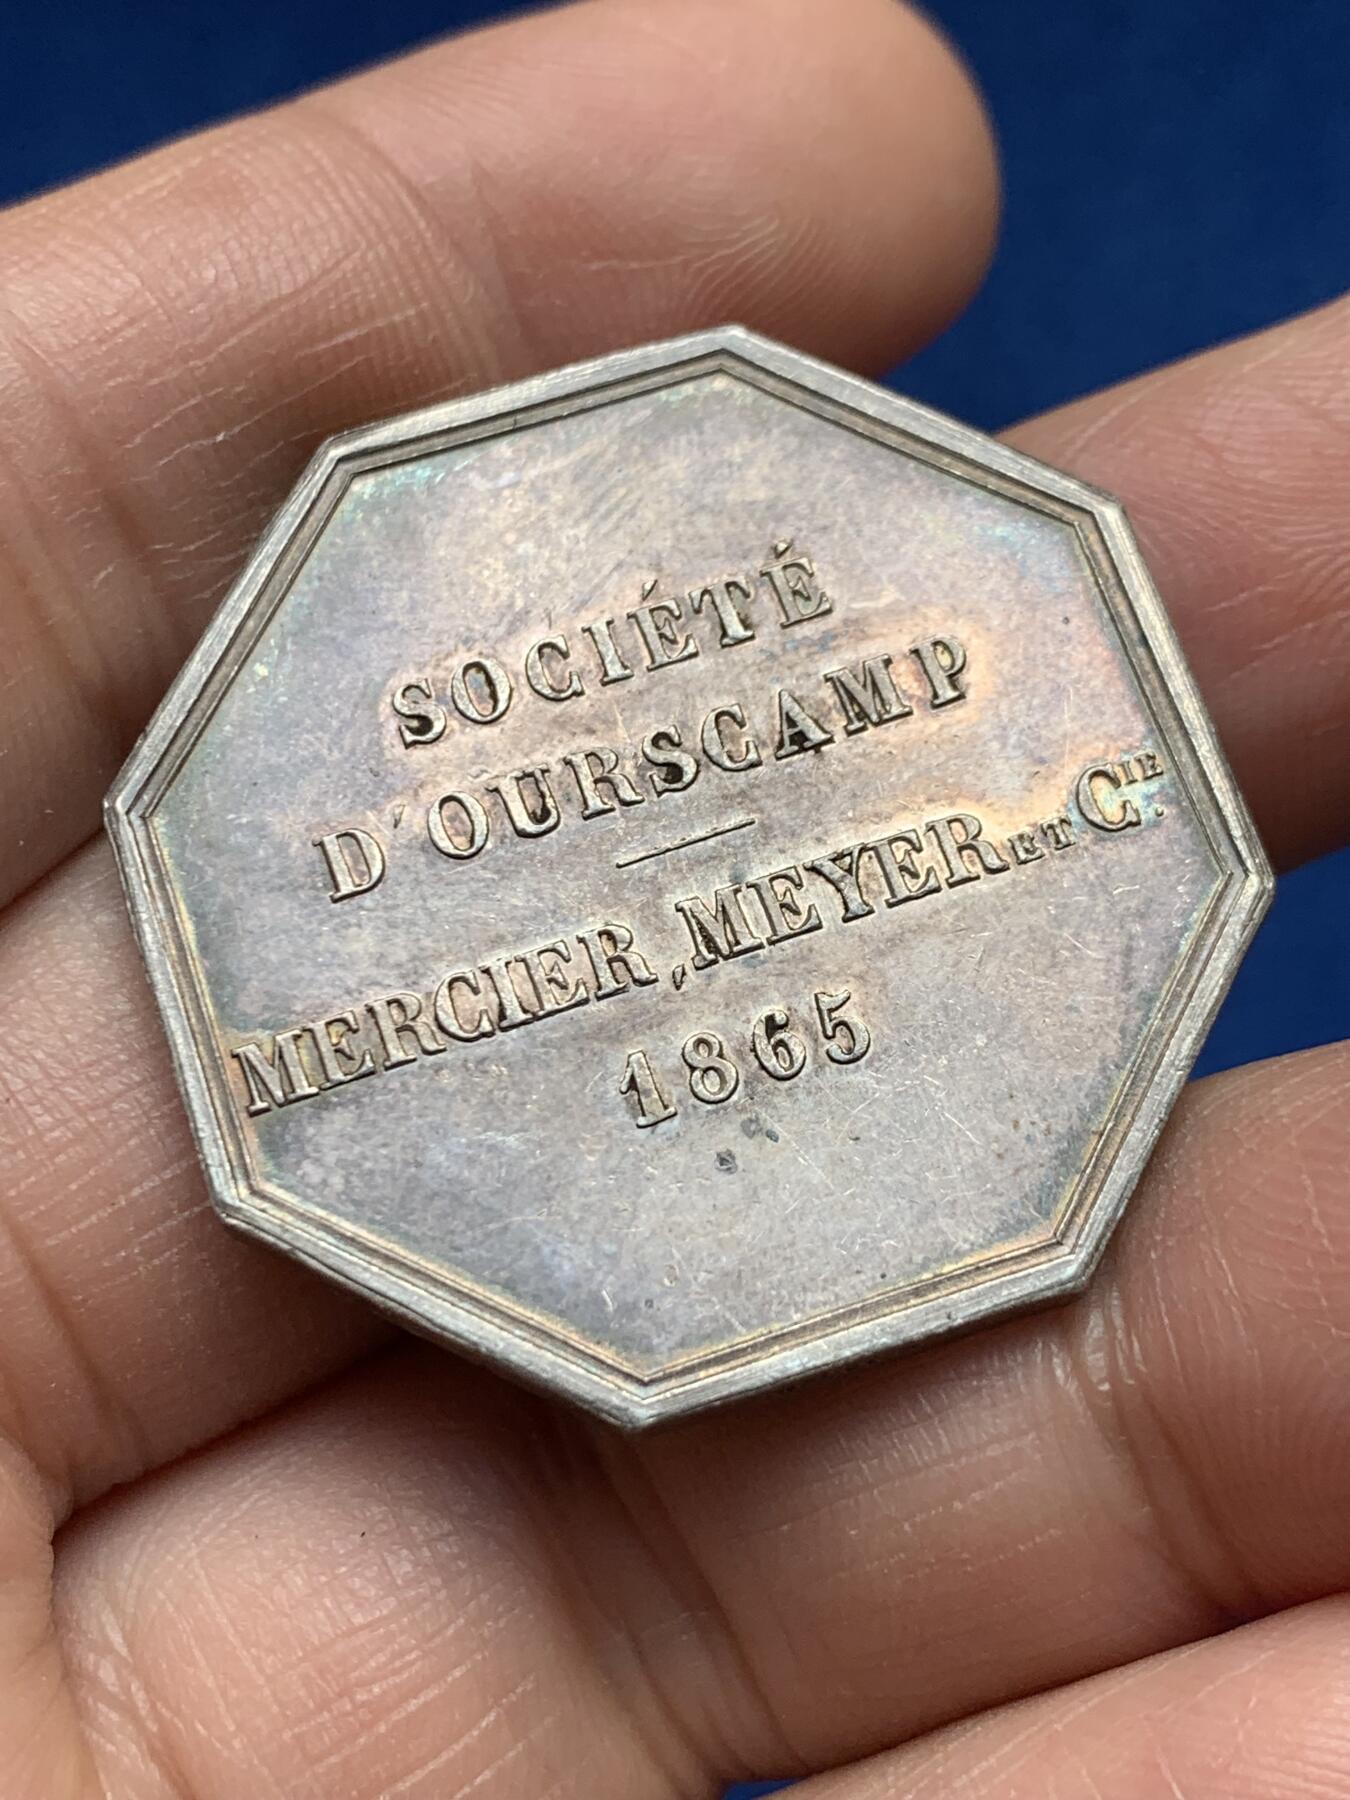 SOCIÉTÉ
D'OURSCAMP
MERCIER, MEYER ET CIE.
1865